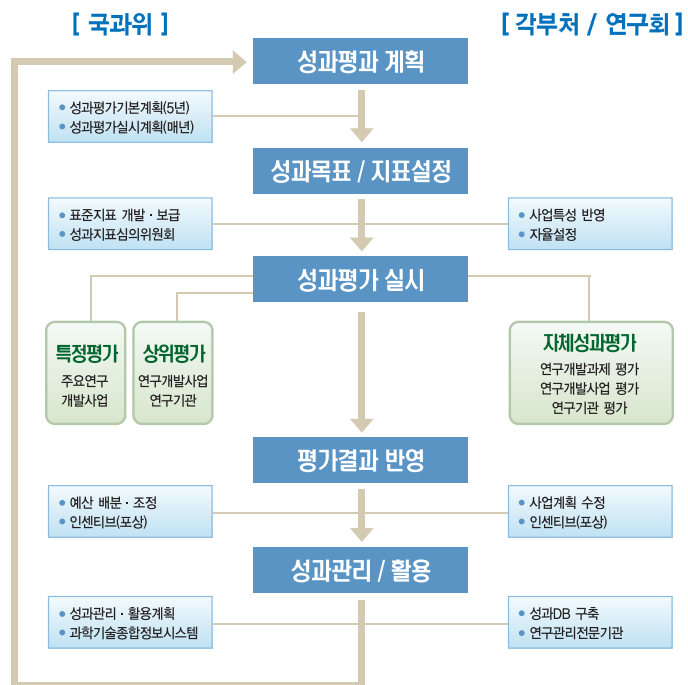 [ 국과위 ]
[ 각부처 / 연구회 ]
성과평과 계획
• 성과평가기본계획(5년)
• 성과평가실시계획(매년)
성과목표 / 지표설정
• 표준지표 개발 · 보급
• 성과지표심의위원회
• 사업특성 반영
• 자율설정
성과평가 실시
특정평가
주요연구
개발사업
상위평가
연구개발사업
연구기관
자체성과평가
연구개발과제 평가
연구개발사업 평가
연구기관 평가
평가결과 반영
• 예산 배분 · 조정
• 인센티브(포상)
• 사업계획 수정
• 인센티브(포상)
성과관리 / 활용
• 성과관리 · 활용계획
• 과학기술종합정보시스템
• 성과DB 구축
• 연구관리전문기관